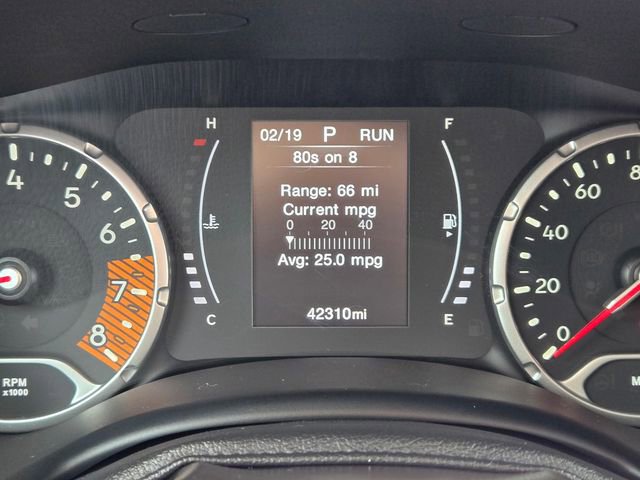 H
02/19 P RUN
F
80s on 8
Range: 66 mi
Current mpg
0 20 40
Avg: 25.0 mpg
42310mi
C
E
4
5
6
7
8
RPM
x1000
60
40
20
0